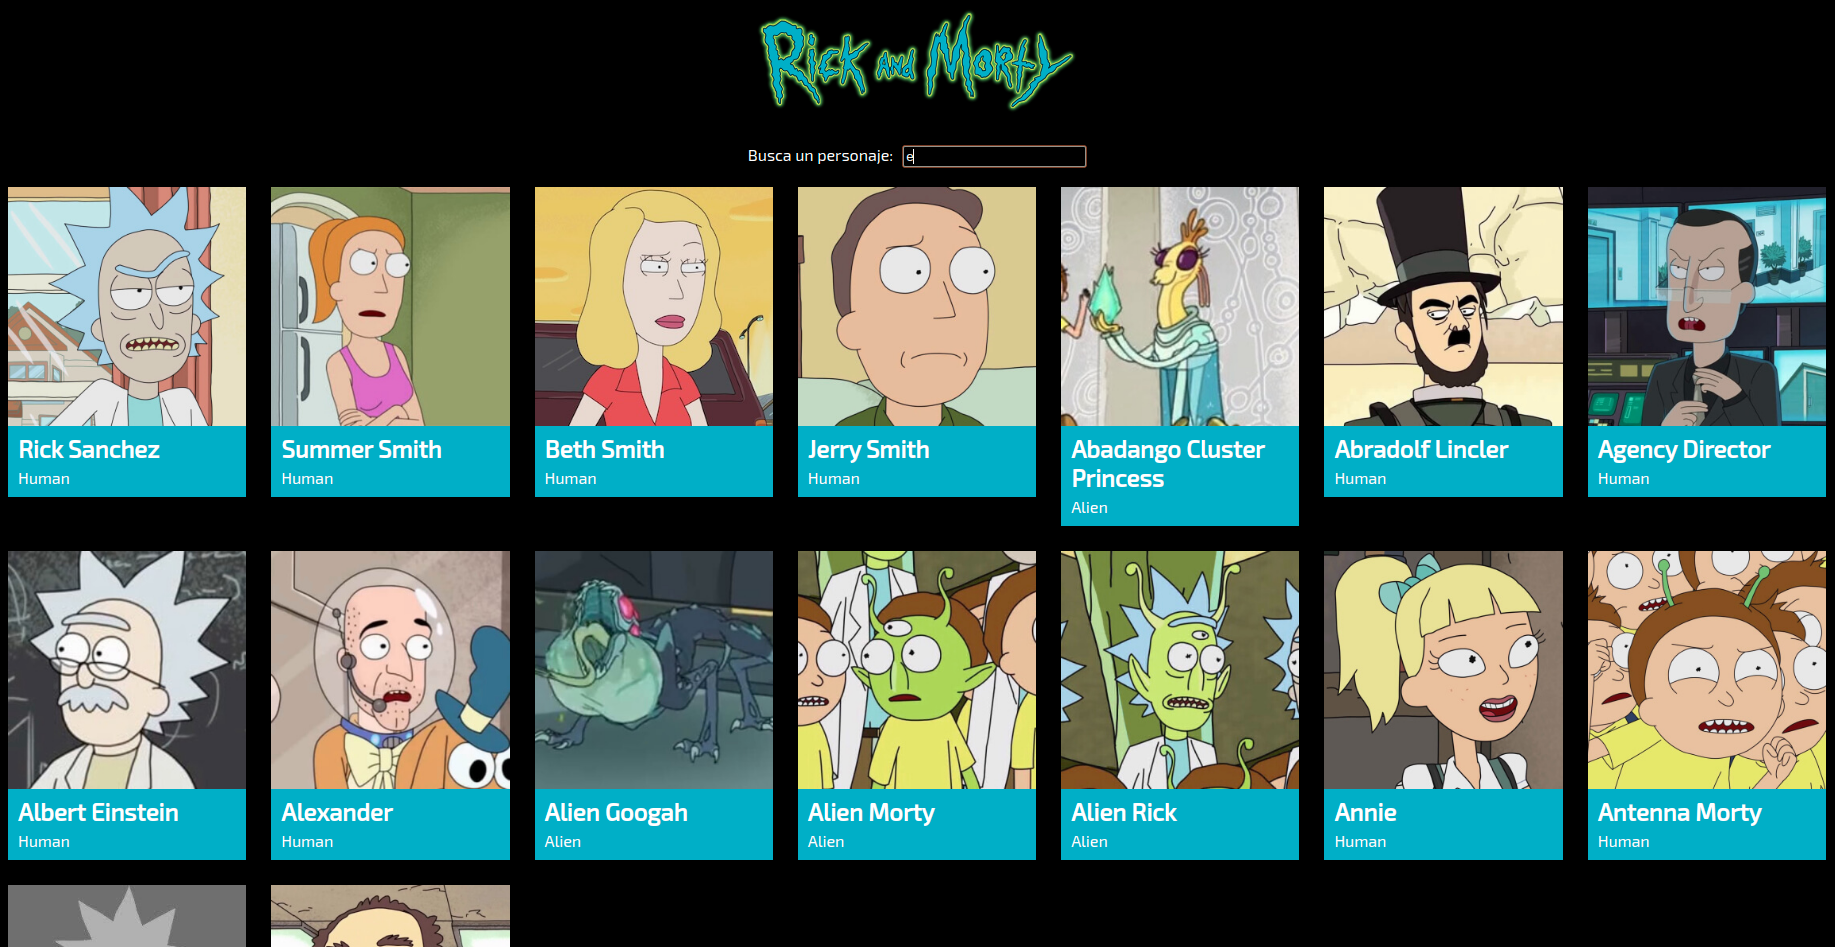 Rick and Morty
Busca un personaje: e
Rick Sanchez
Human
Summer Smith
Human
Beth Smith
Human
Jerry Smith
Human
Abadango Cluster
Princess
Alien
Abradolf Lincler
Human
Agency Director
Human
Albert Einstein
Human
Alexander
Human
Alien Googah
Alien
Alien Morty
Alien
Alien Rick
Alien
Annie
Human
Antenna Morty
Human